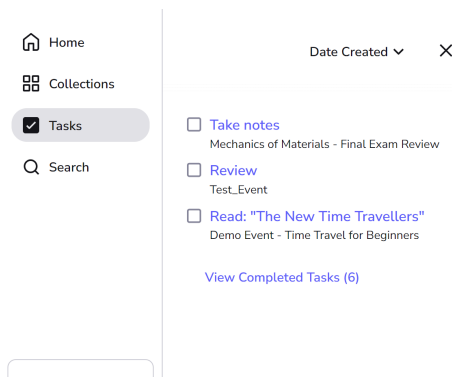 Home
Collections
Tasks
Search
Date Created
Take notes
Mechanics of Materials - Final Exam Review
Review
Test_Event
Read: "The New Time Travellers"
Demo Event - Time Travel for Beginners
View Completed Tasks (6)